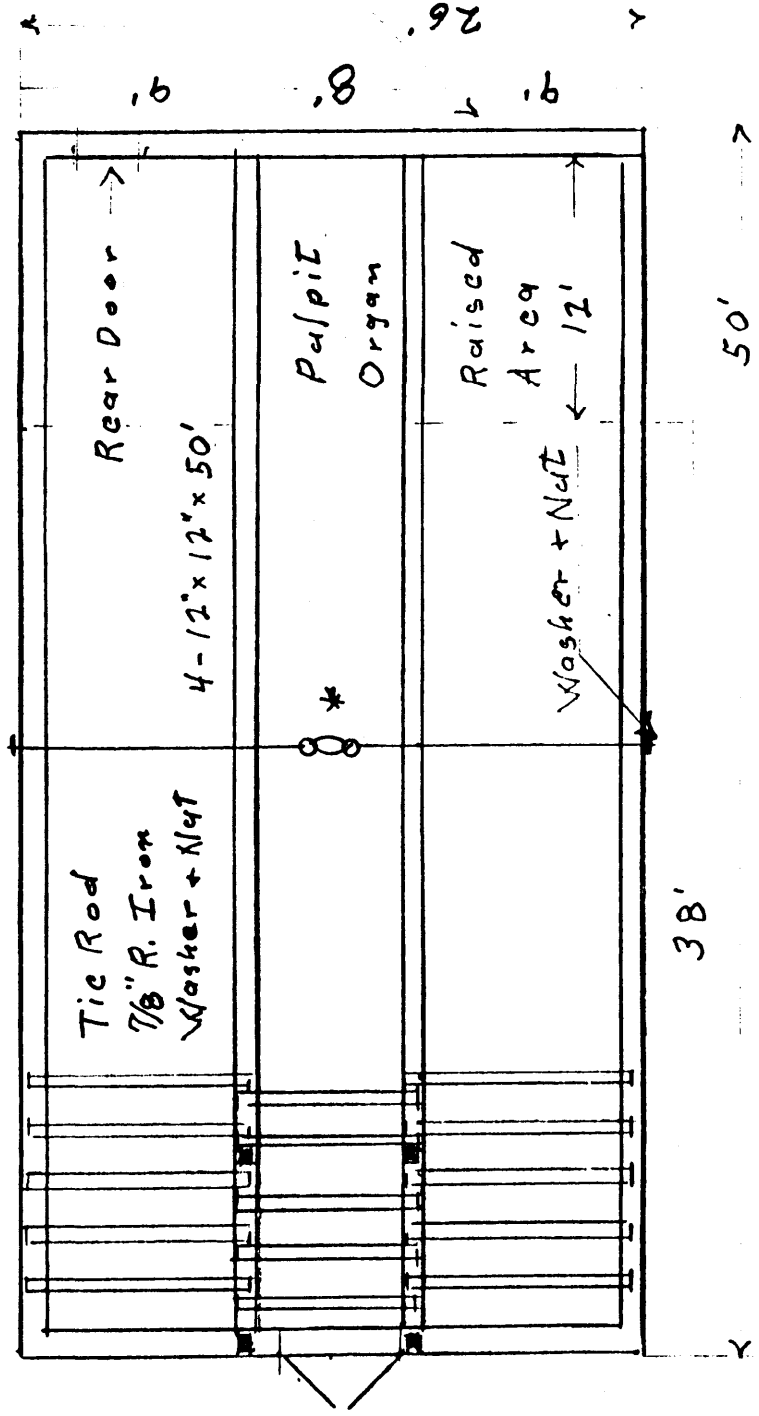 26'
9'
8'
9'
Rear Door
Pulpit
Organ
Raised
Area
12'
4-12"x12"x50'
Washer + Nut
50'
*
Tie Rod
7/8" R. Iron
Washer + Nut
38'